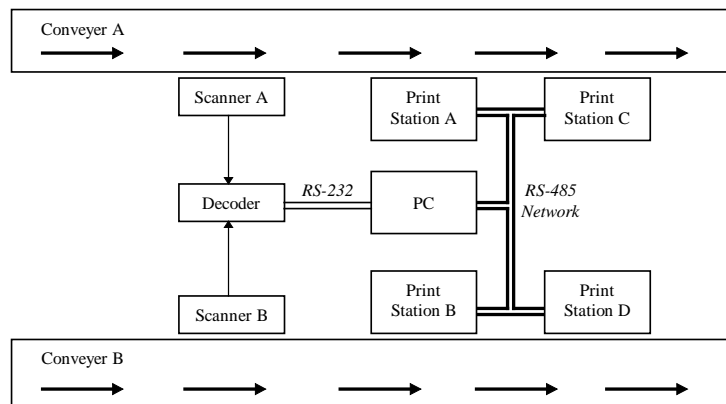 Conveyer A
Scanner A
Print
Station A
Print
Station C
Decoder
RS-232
PC
RS-485
Network
Scanner B
Print
Station B
Print
Station D
Conveyer B